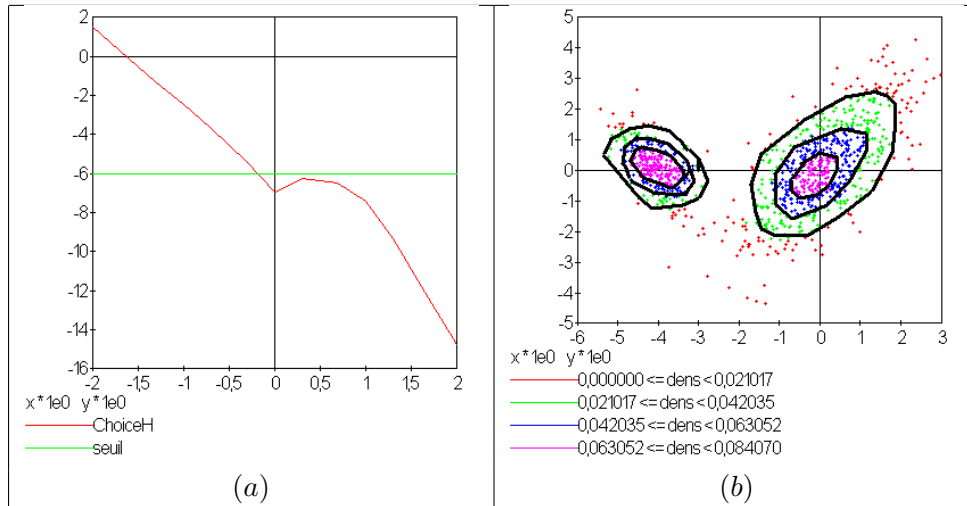 2
0
-2
-4
-6
-8
-10
-12
-14
-16
-2 -1,5 -1 -0,5 0 0,5 1 1,5 2
x*1e0 y*1e0
ChoiceH
seuil
(a)
5
4
3
2
1
0
-1
-2
-3
-4
-5
-6 -5 -4 -3 -2 -1 0 1 2 3
x*1e0 y*1e0
0,000000 <= dens < 0,021017
0,021017 <= dens < 0,042035
0,042035 <= dens < 0,063052
0,063052 <= dens < 0,084070
(b)